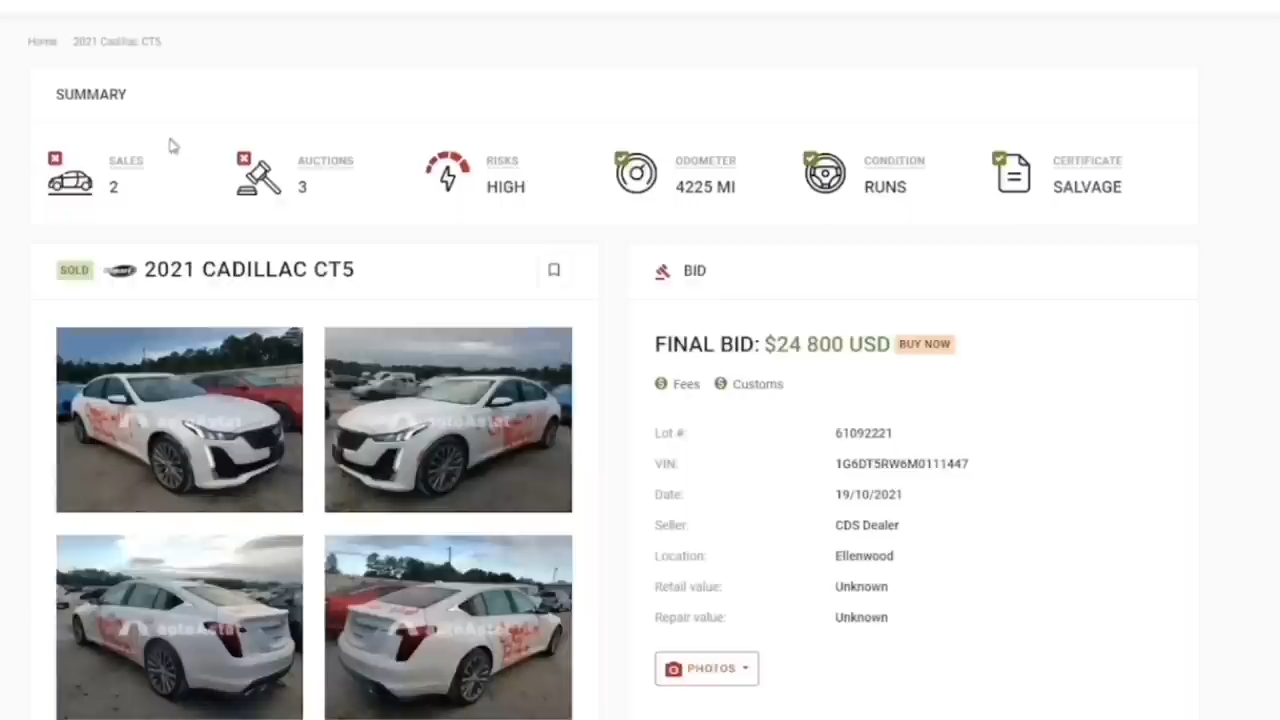 Home 2021 Cadillac CT5
SUMMARY
SALES
2
AUCTIONS
3
RISKS
HIGH
ODOMETER
4225 MI
CONDITION
RUNS
CERTIFICATE
SALVAGE
SOLD 2021 CADILLAC CT5
BID
FINAL BID: $24 800 USD BUY NOW
Fees Customs
Lot #: 61092221
VIN: 1G6DT5RW6M0111447
Date: 19/10/2021
Seller: CDS Dealer
Location: Ellenwood
Retail value: Unknown
Repair value: Unknown
PHOTOS